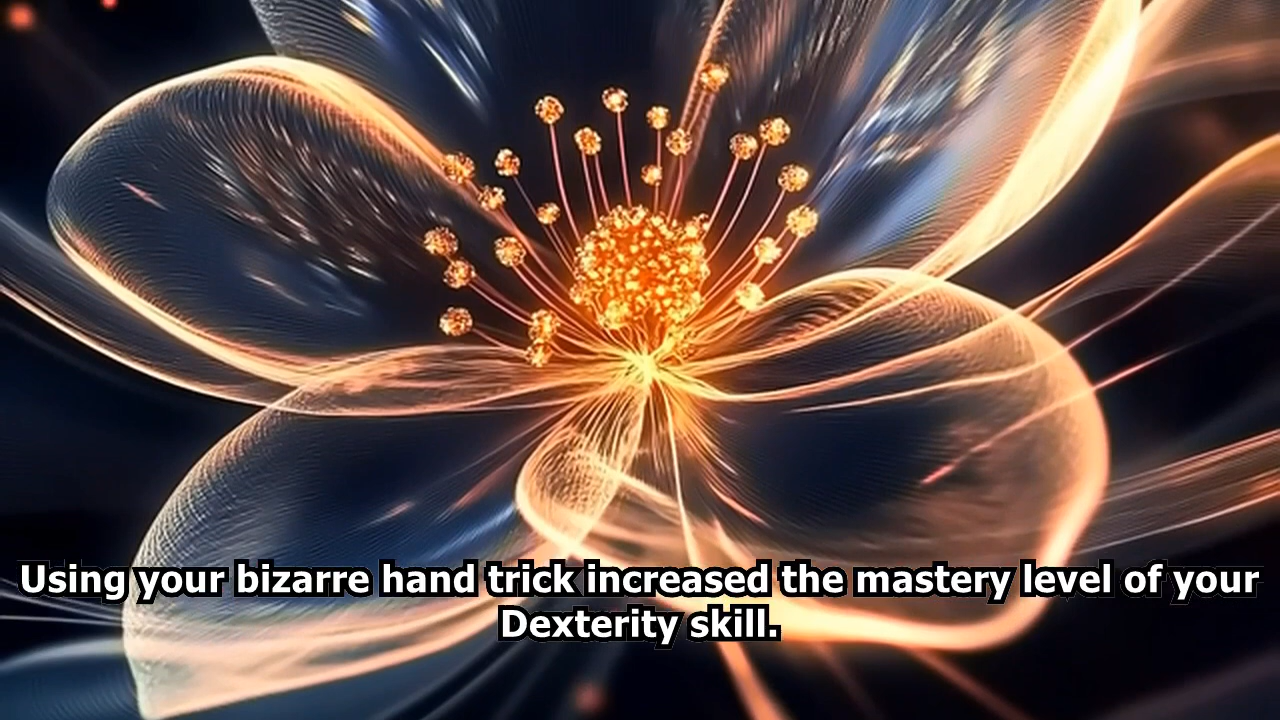 Using your bizarre hand trick increased the mastery level of your
Dexterity skill.